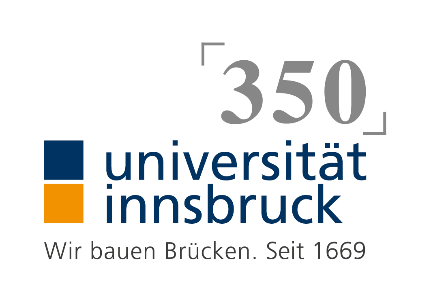 350
universität
innsbruck
Wir bauen Brücken. Seit 1669